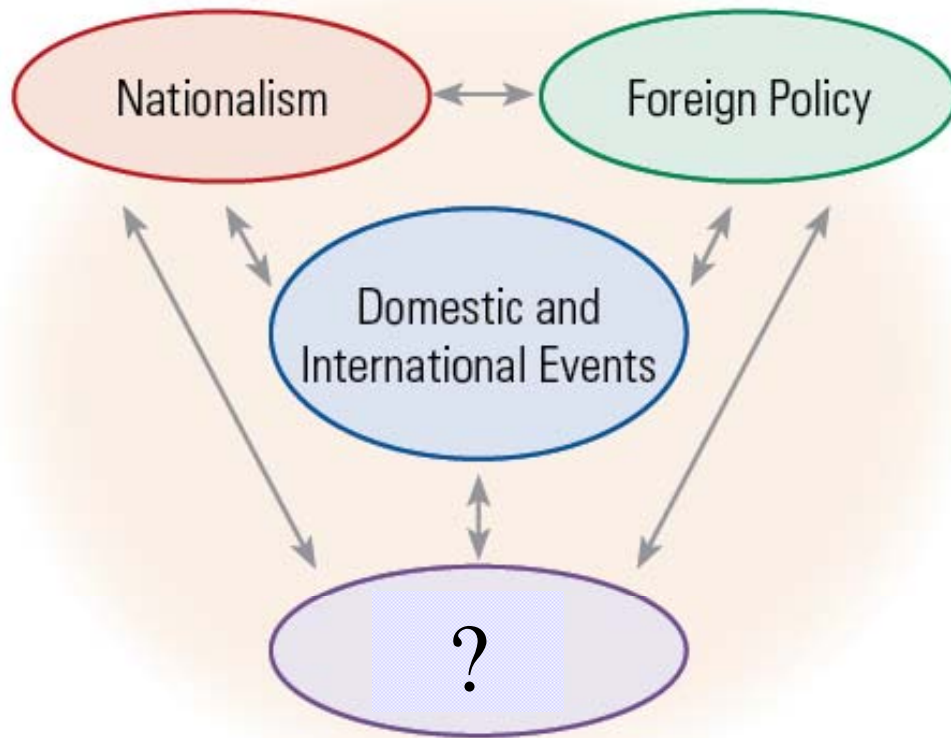 Nationalism
Foreign Policy
Domestic and
International Events
?